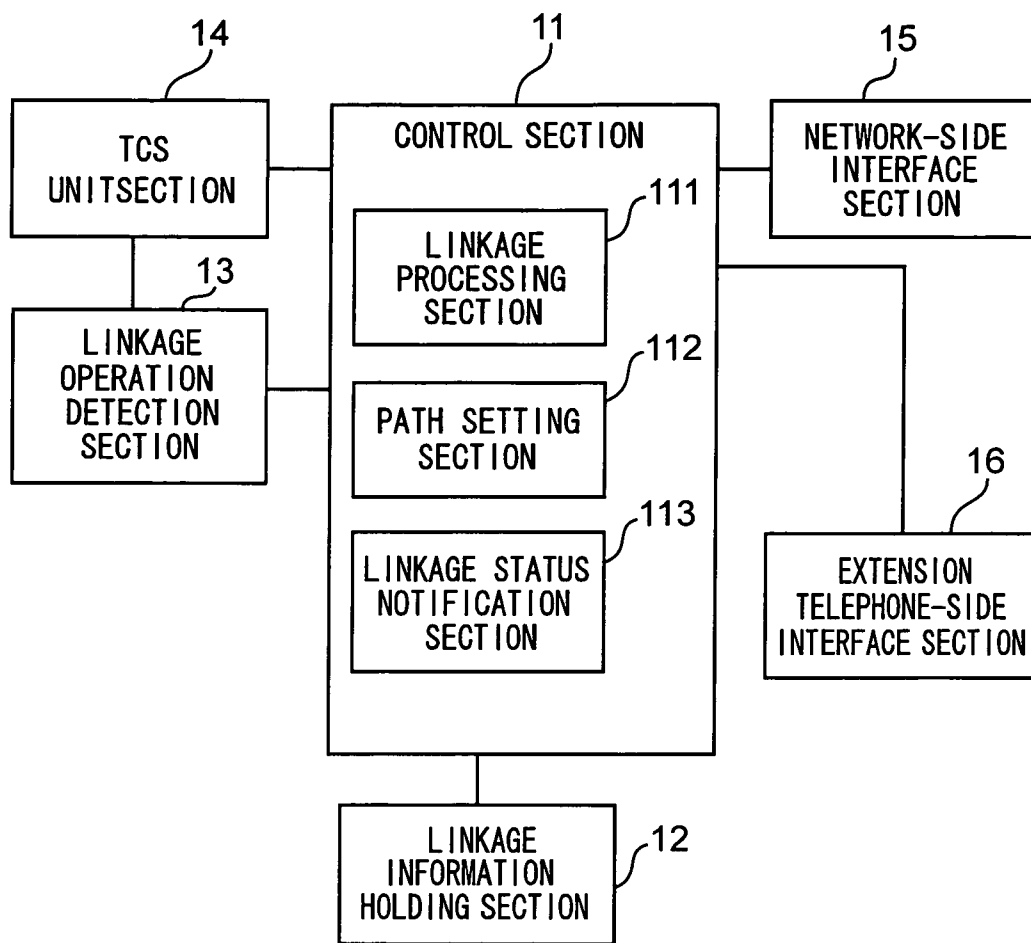 14
TCS
UNITSECTION
13
LINKAGE
OPERATION
DETECTION
SECTION
11
CONTROL SECTION
111
LINKAGE
PROCESSING
SECTION
112
PATH SETTING
SECTION
113
LINKAGE STATUS
NOTIFICATION
SECTION
15
NETWORK-SIDE
INTERFACE
SECTION
16
EXTENSION
TELEPHONE-SIDE
INTERFACE SECTION
LINKAGE
INFORMATION
HOLDING SECTION
12